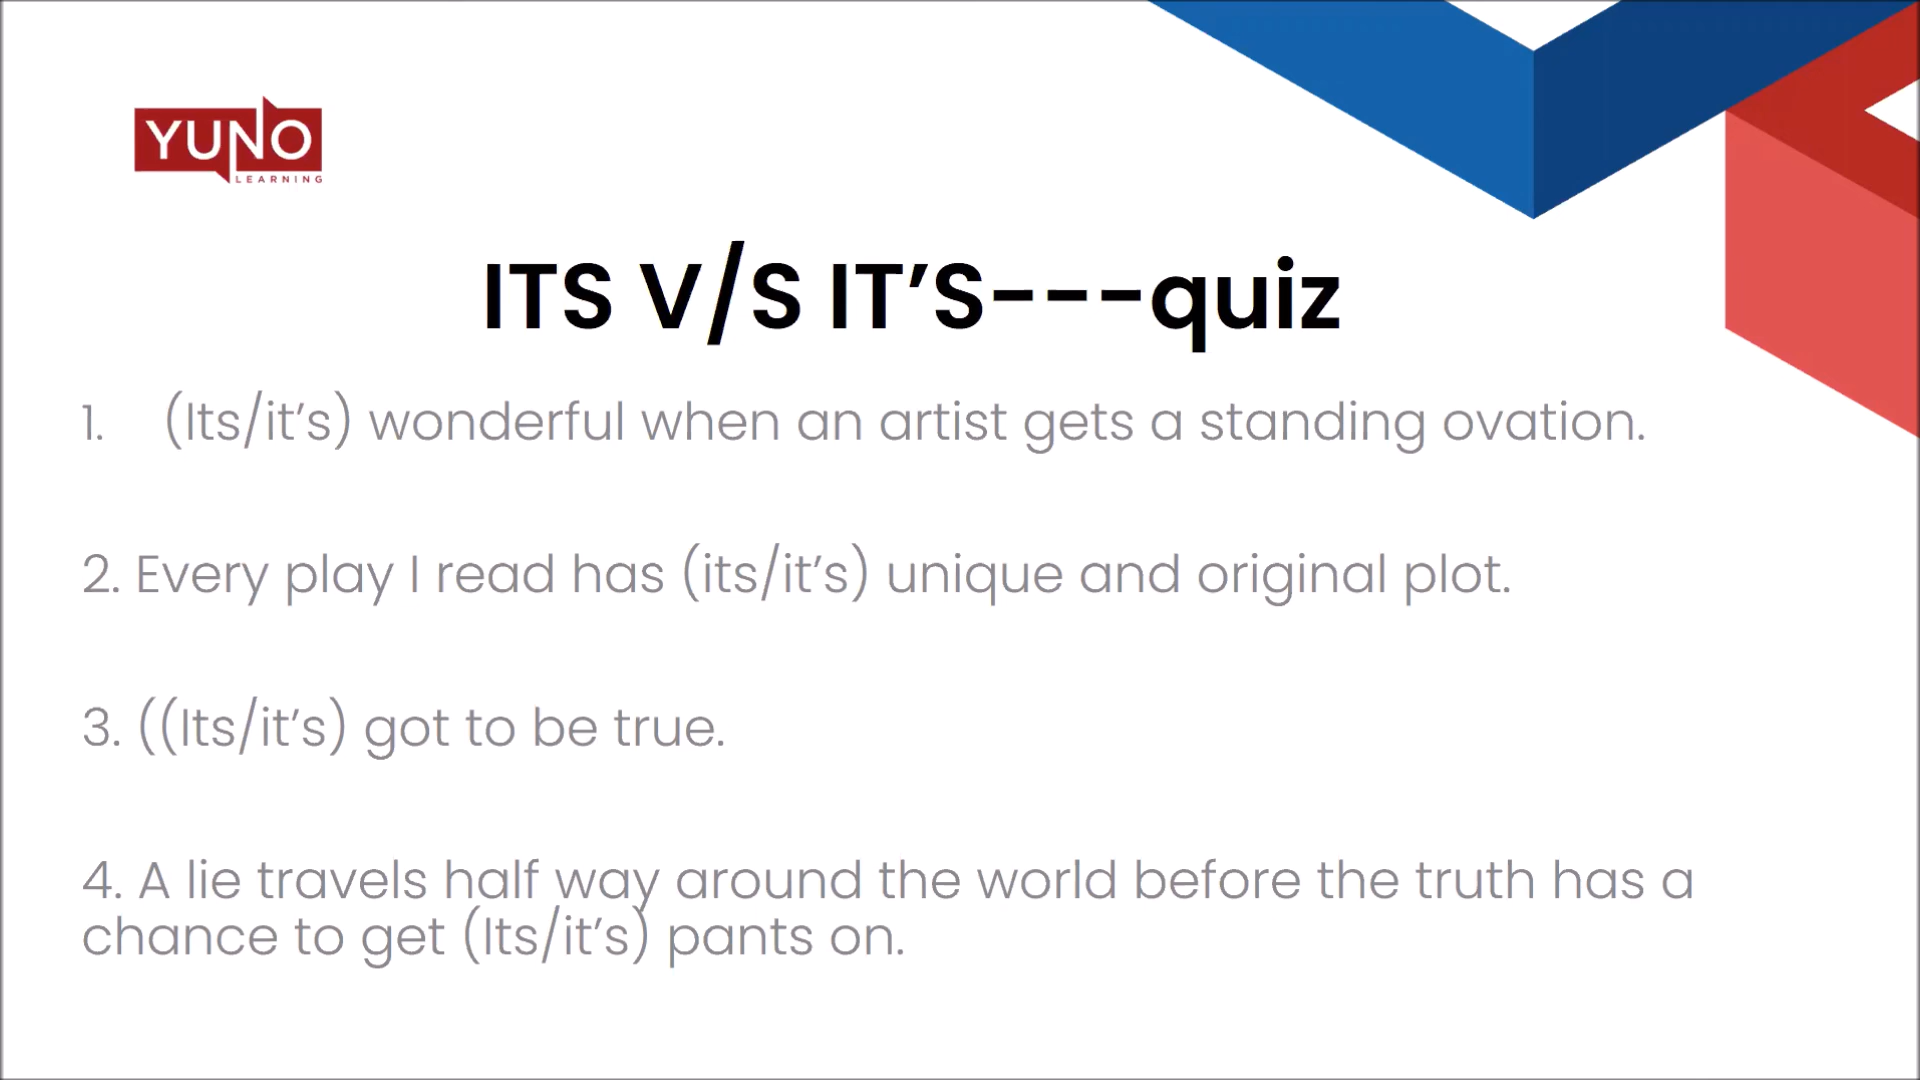 YUNO
LEARNING
ITS V/S IT’S---quiz
1. (Its/it’s) wonderful when an artist gets a standing ovation.
2. Every play I read has (its/it’s) unique and original plot.
3. ((Its/it’s) got to be true.
4. A lie travels half way around the world before the truth has a
chance to get (Its/it’s) pants on.